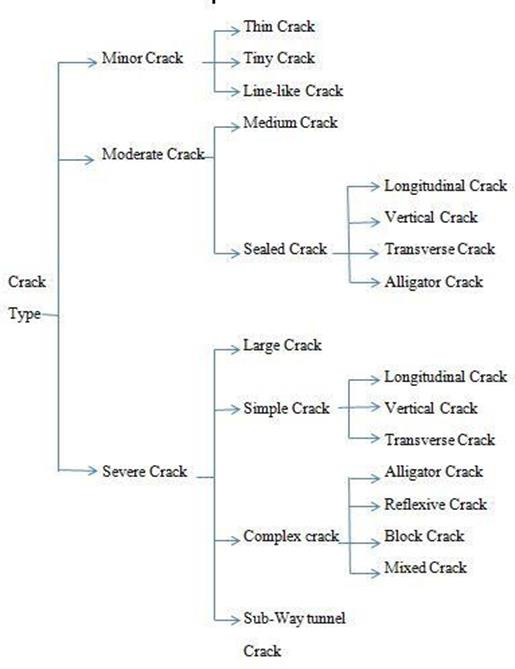 Thin Crack
Minor Crack
Tiny Crack
Line-like Crack
Medium Crack
Moderate Crack
Longitudinal Crack
Vertical Crack
Sealed Crack
Transverse Crack
Alligator Crack
Crack
Type
Large Crack
Longitudinal Crack
Simple Crack
Vertical Crack
Transverse Crack
Severe Crack
Alligator Crack
Reflexive Crack
Complex crack
Block Crack
Mixed Crack
Sub-Way tunnel
Crack